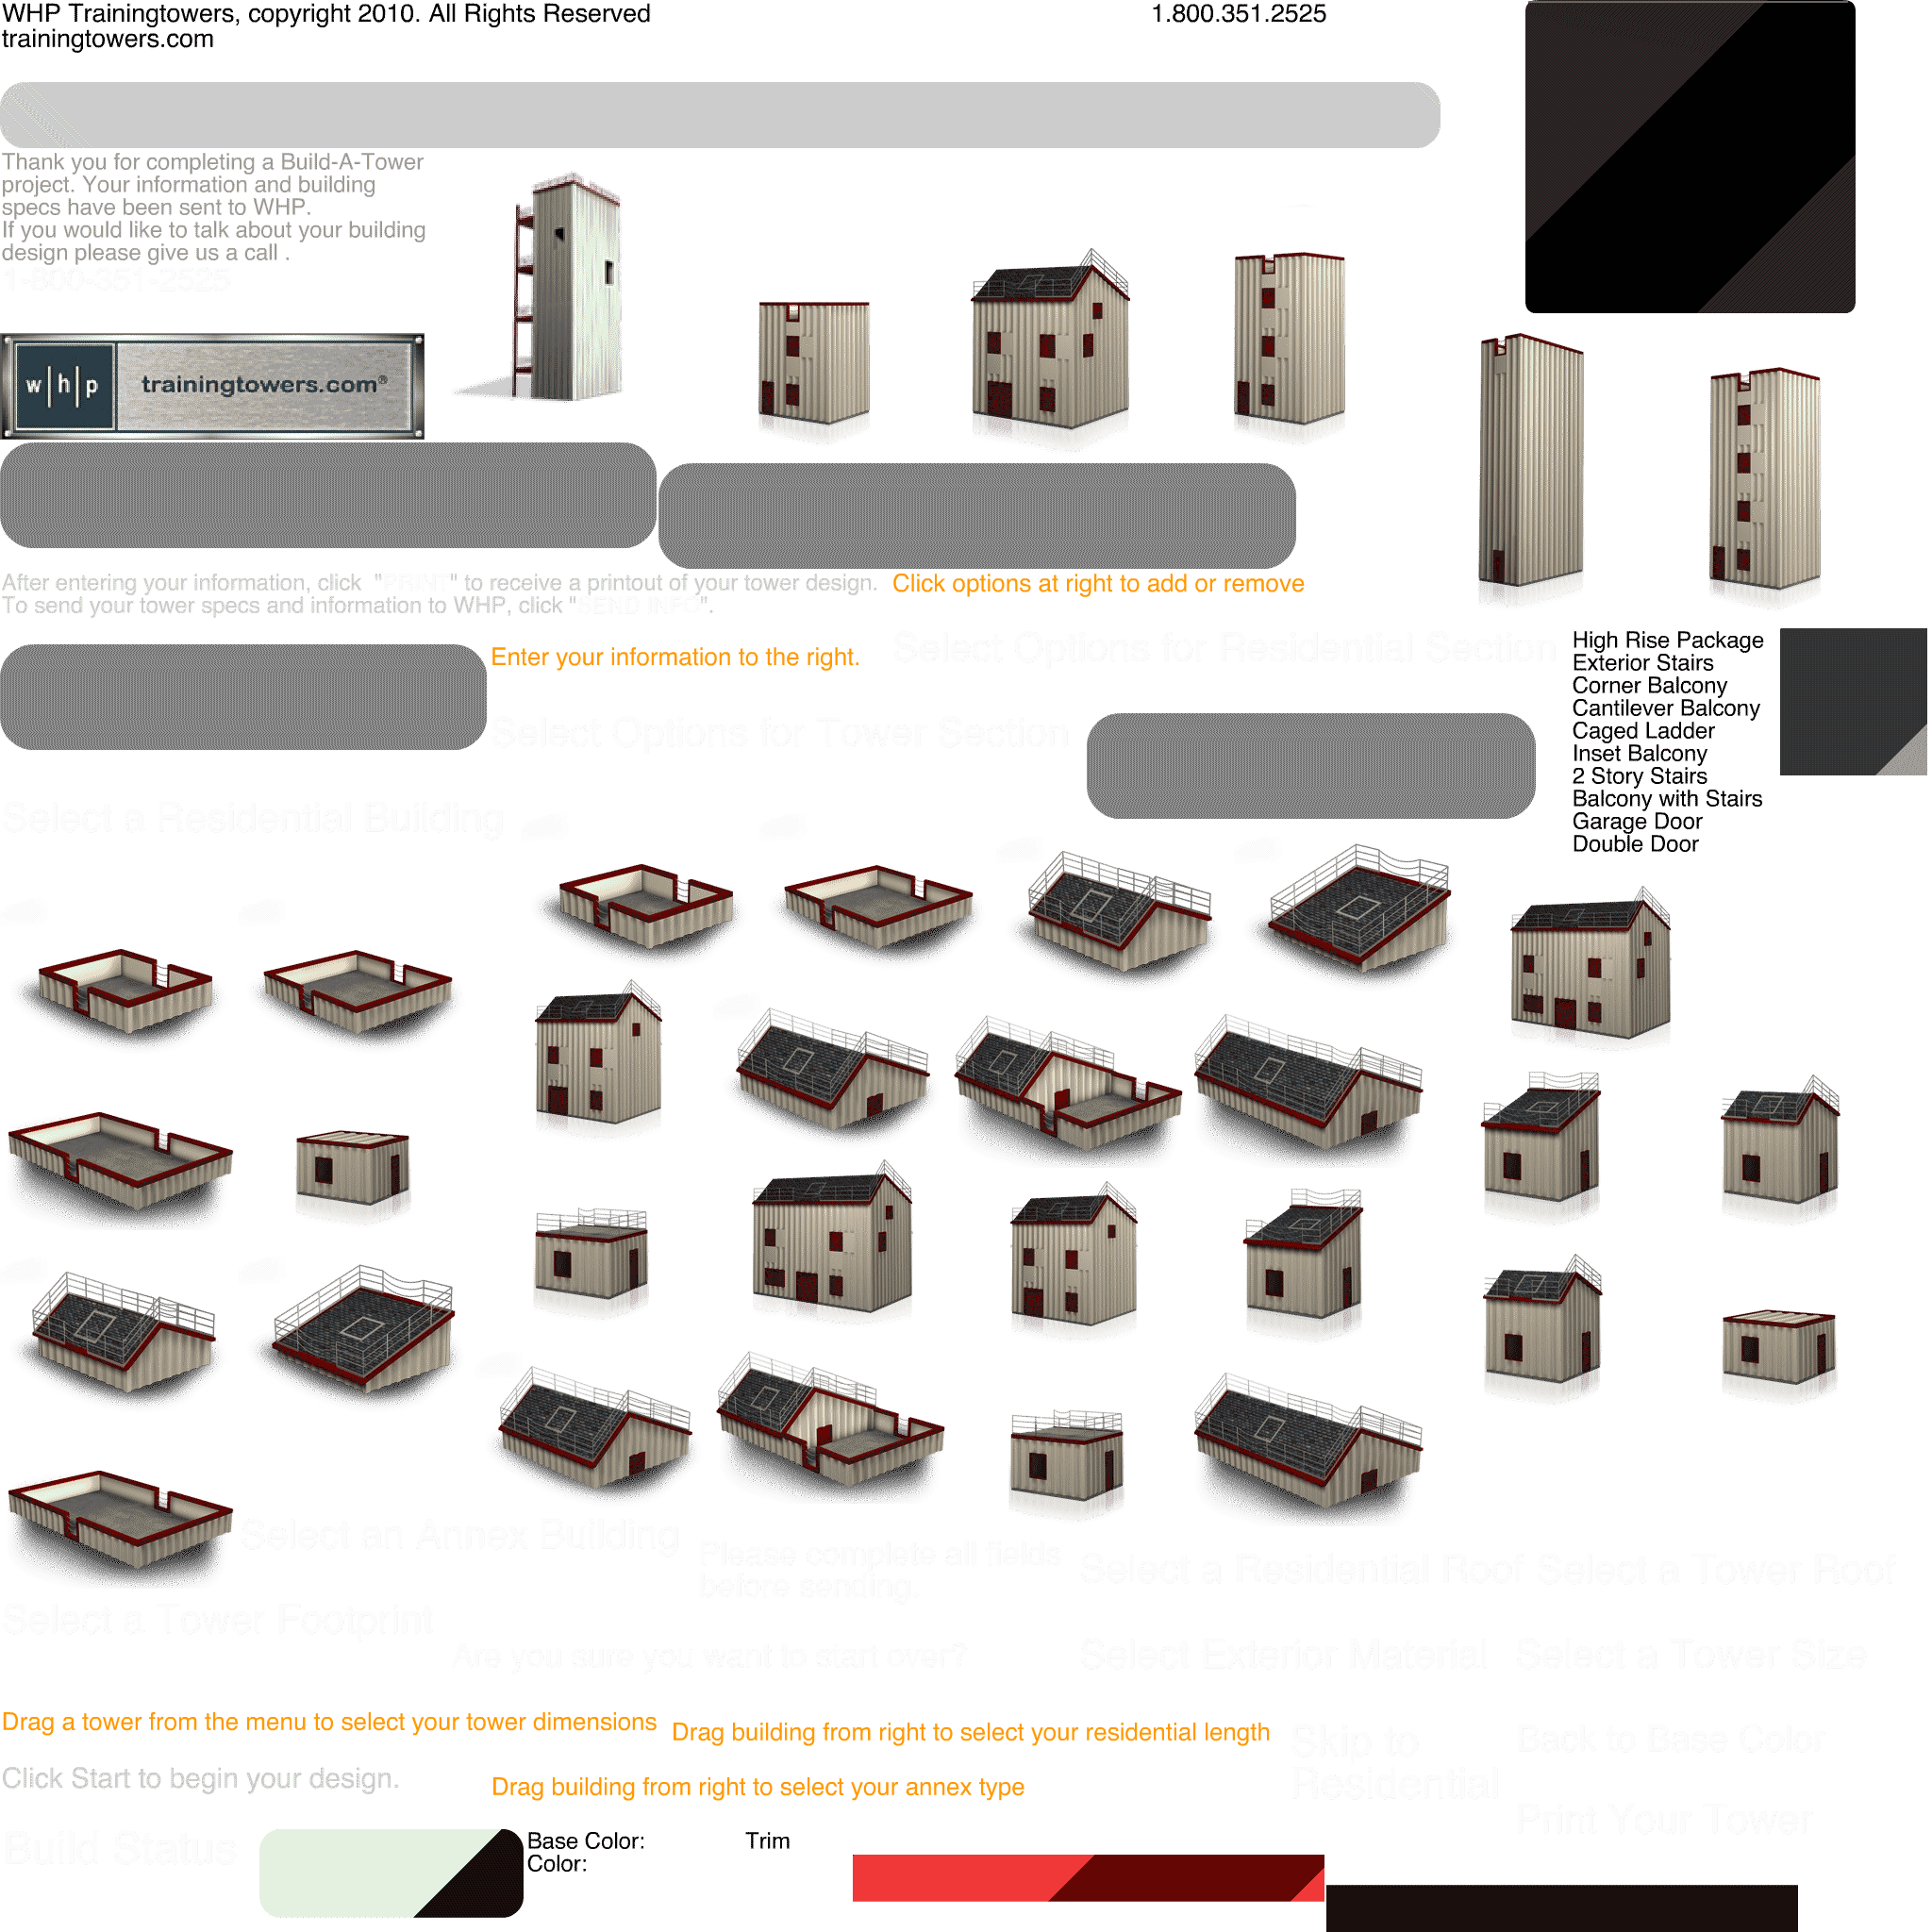 WHP Trainingtowers, copyright 2010. All Rights Reserved
1.800.351.2525
trainingtowers.com
Thank you for completing a Build-A-Tower
project. Your information and building
specs have been sent to WHP.
If you would like to talk about your building
design please give us a call .
1-800-351-2525
w|h|p
trainingtowers.com®
After entering your information, click "PRINT" to receive a printout of your tower design.
To send your tower specs and information to WHP, click "SEND INFO".
Click options at right to add or remove
Enter your information to the right.
Select Options for Residential Section
High Rise Package
Exterior Stairs
Corner Balcony
Cantilever Balcony
Caged Ladder
Inset Balcony
2 Story Stairs
Balcony with Stairs
Garage Door
Double Door
Select Options for Tower Section
Select a Residential Building
Select an Annex Building
Please complete all fields
before sending.
Select a Residential Roof
Select a Tower Roof
Select a Tower Footprint
Are you sure you want to start over?
Select Exterior Material
Select a Tower Size
Drag a tower from the menu to select your tower dimensions
Drag building from right to select your residential length
Skip to
Residential
Back to Base Color
Click Start to begin your design.
Drag building from right to select your annex type
Print Your Tower
Build Status
Base Color:
Trim
Color: